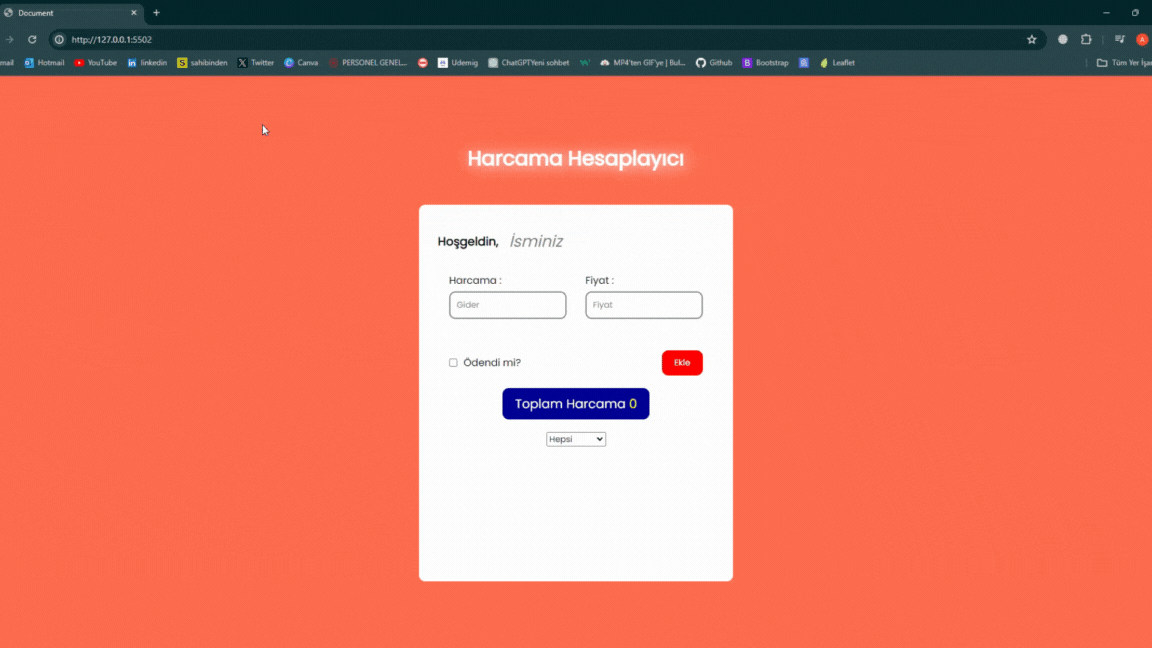 Document
http://127.0.0.1:5502
mail Hotmail YouTube linkedin sahibinden Twitter Canva PERSONEL GENEL... Udemig ChatGPTYeni sohbet MP4'ten GIF'ye | Bul... Github Bootstrap Leaflet Tüm Yer İşar
Harcama Hesaplayıcı
Hoşgeldin, İsminiz
Harcama : Fiyat :
Gider Fiyat
Ödendi mi? Ekle
Toplam Harcama 0
Hepsi